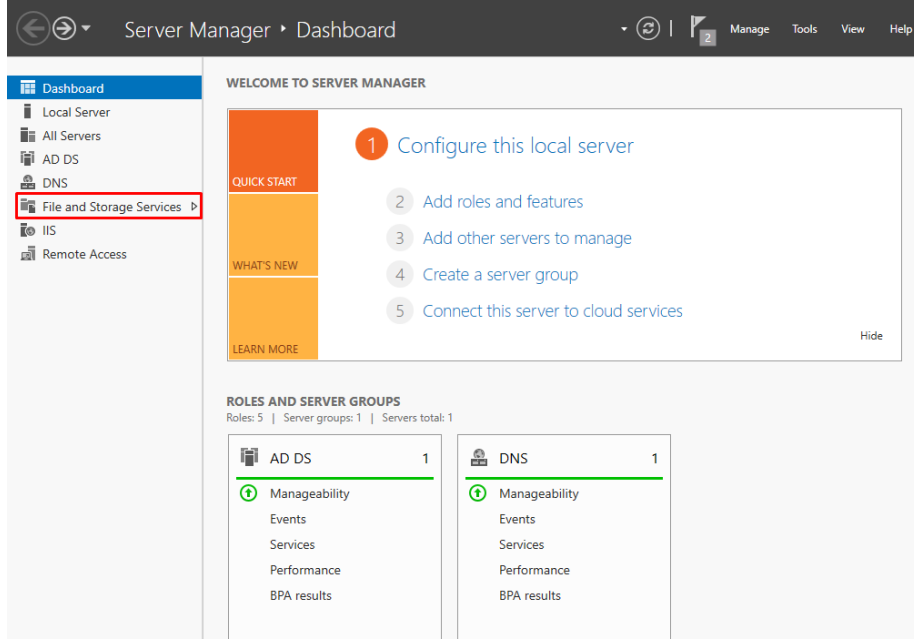 Server Manager ‣ Dashboard
2
Manage
Tools
View
Help
Dashboard
Local Server
All Servers
AD DS
DNS
File and Storage Services
IIS
Remote Access
WELCOME TO SERVER MANAGER
QUICK START
WHAT'S NEW
LEARN MORE
1 Configure this local server
2 Add roles and features
3 Add other servers to manage
4 Create a server group
5 Connect this server to cloud services
Hide
ROLES AND SERVER GROUPS
Roles: 5 | Server groups: 1 | Servers total: 1
AD DS 1
Manageability
Events
Services
Performance
BPA results
DNS 1
Manageability
Events
Services
Performance
BPA results